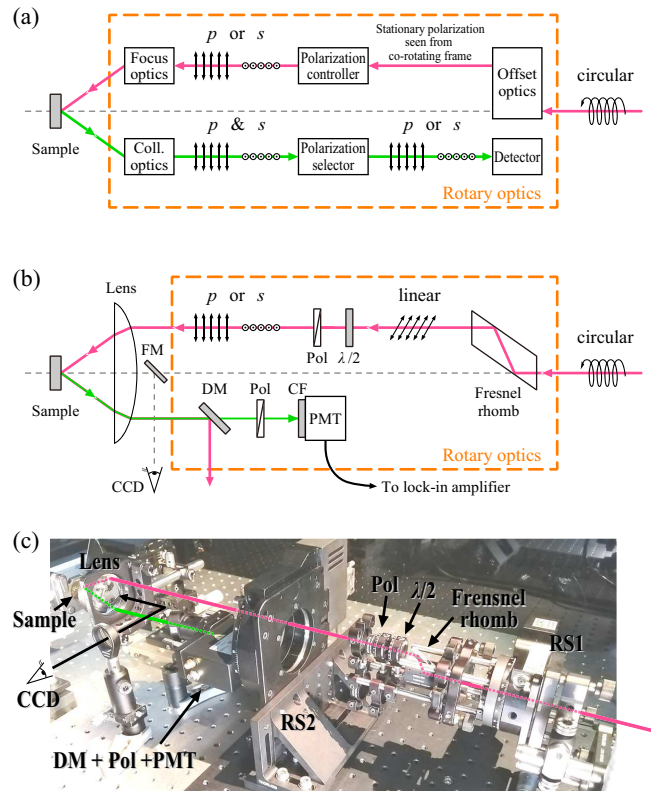 (a)
p or s
Stationary polarization
seen from
co-rotating frame
Focus
optics
Polarization
controller
Offset
optics
circular
Sample
p & s
p or s
Coll.
optics
Polarization
selector
Detector
Rotary optics
(b)
Lens
p or s
linear
circular
FM
Pol λ/2
Sample
DM
Pol
CF
PMT
Fresnel
rhomb
Rotary optics
CCD
To lock-in amplifier
(c)
Lens
Pol
λ/2
Frensnel
rhomb
Sample
RS1
CCD
RS2
DM + Pol +PMT